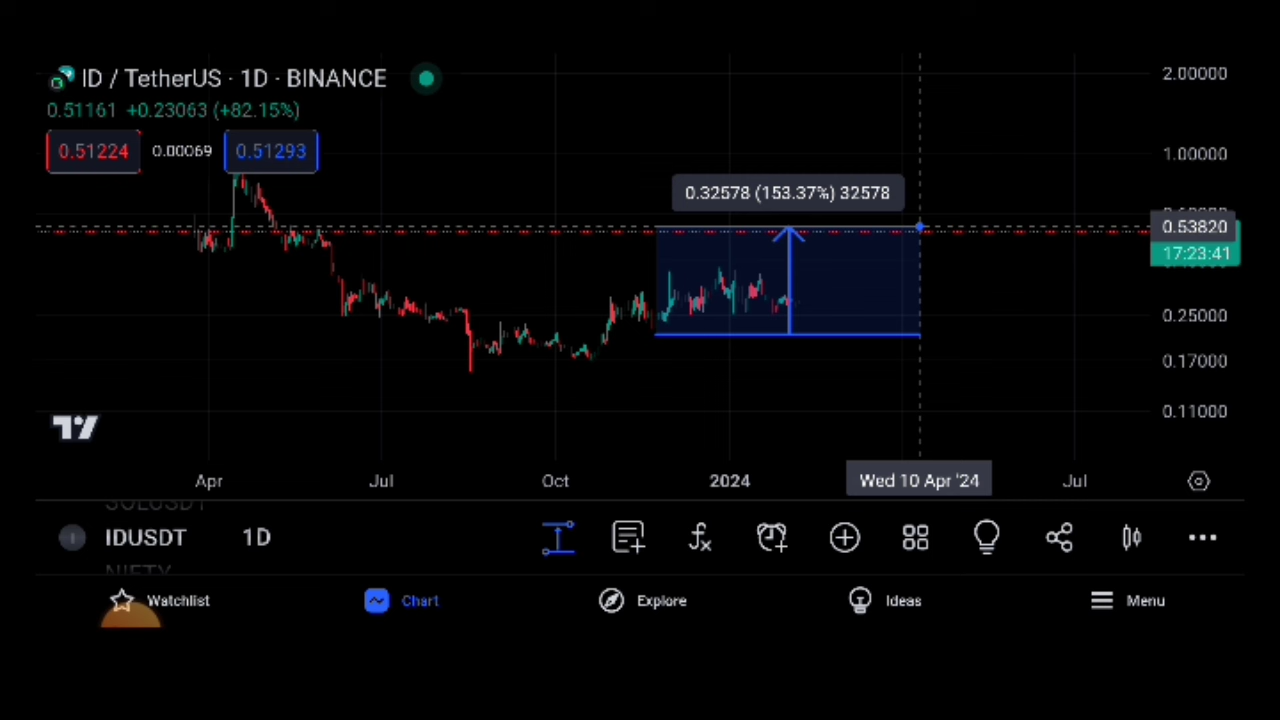 ID / TetherUS · 1D · BINANCE
0.51161 +0.23063 (+82.15%)
0.51224 0.00069 0.51293
0.32578 (153.37%) 32578
2.00000
1.00000
0.53820
17:23:41
0.25000
0.17000
0.11000
Apr Jul Oct 2024 Wed 10 Apr '24 Jul
SOLUSDT
IDUSDT 1D
NIFTY
Watchlist Chart Explore Ideas Menu